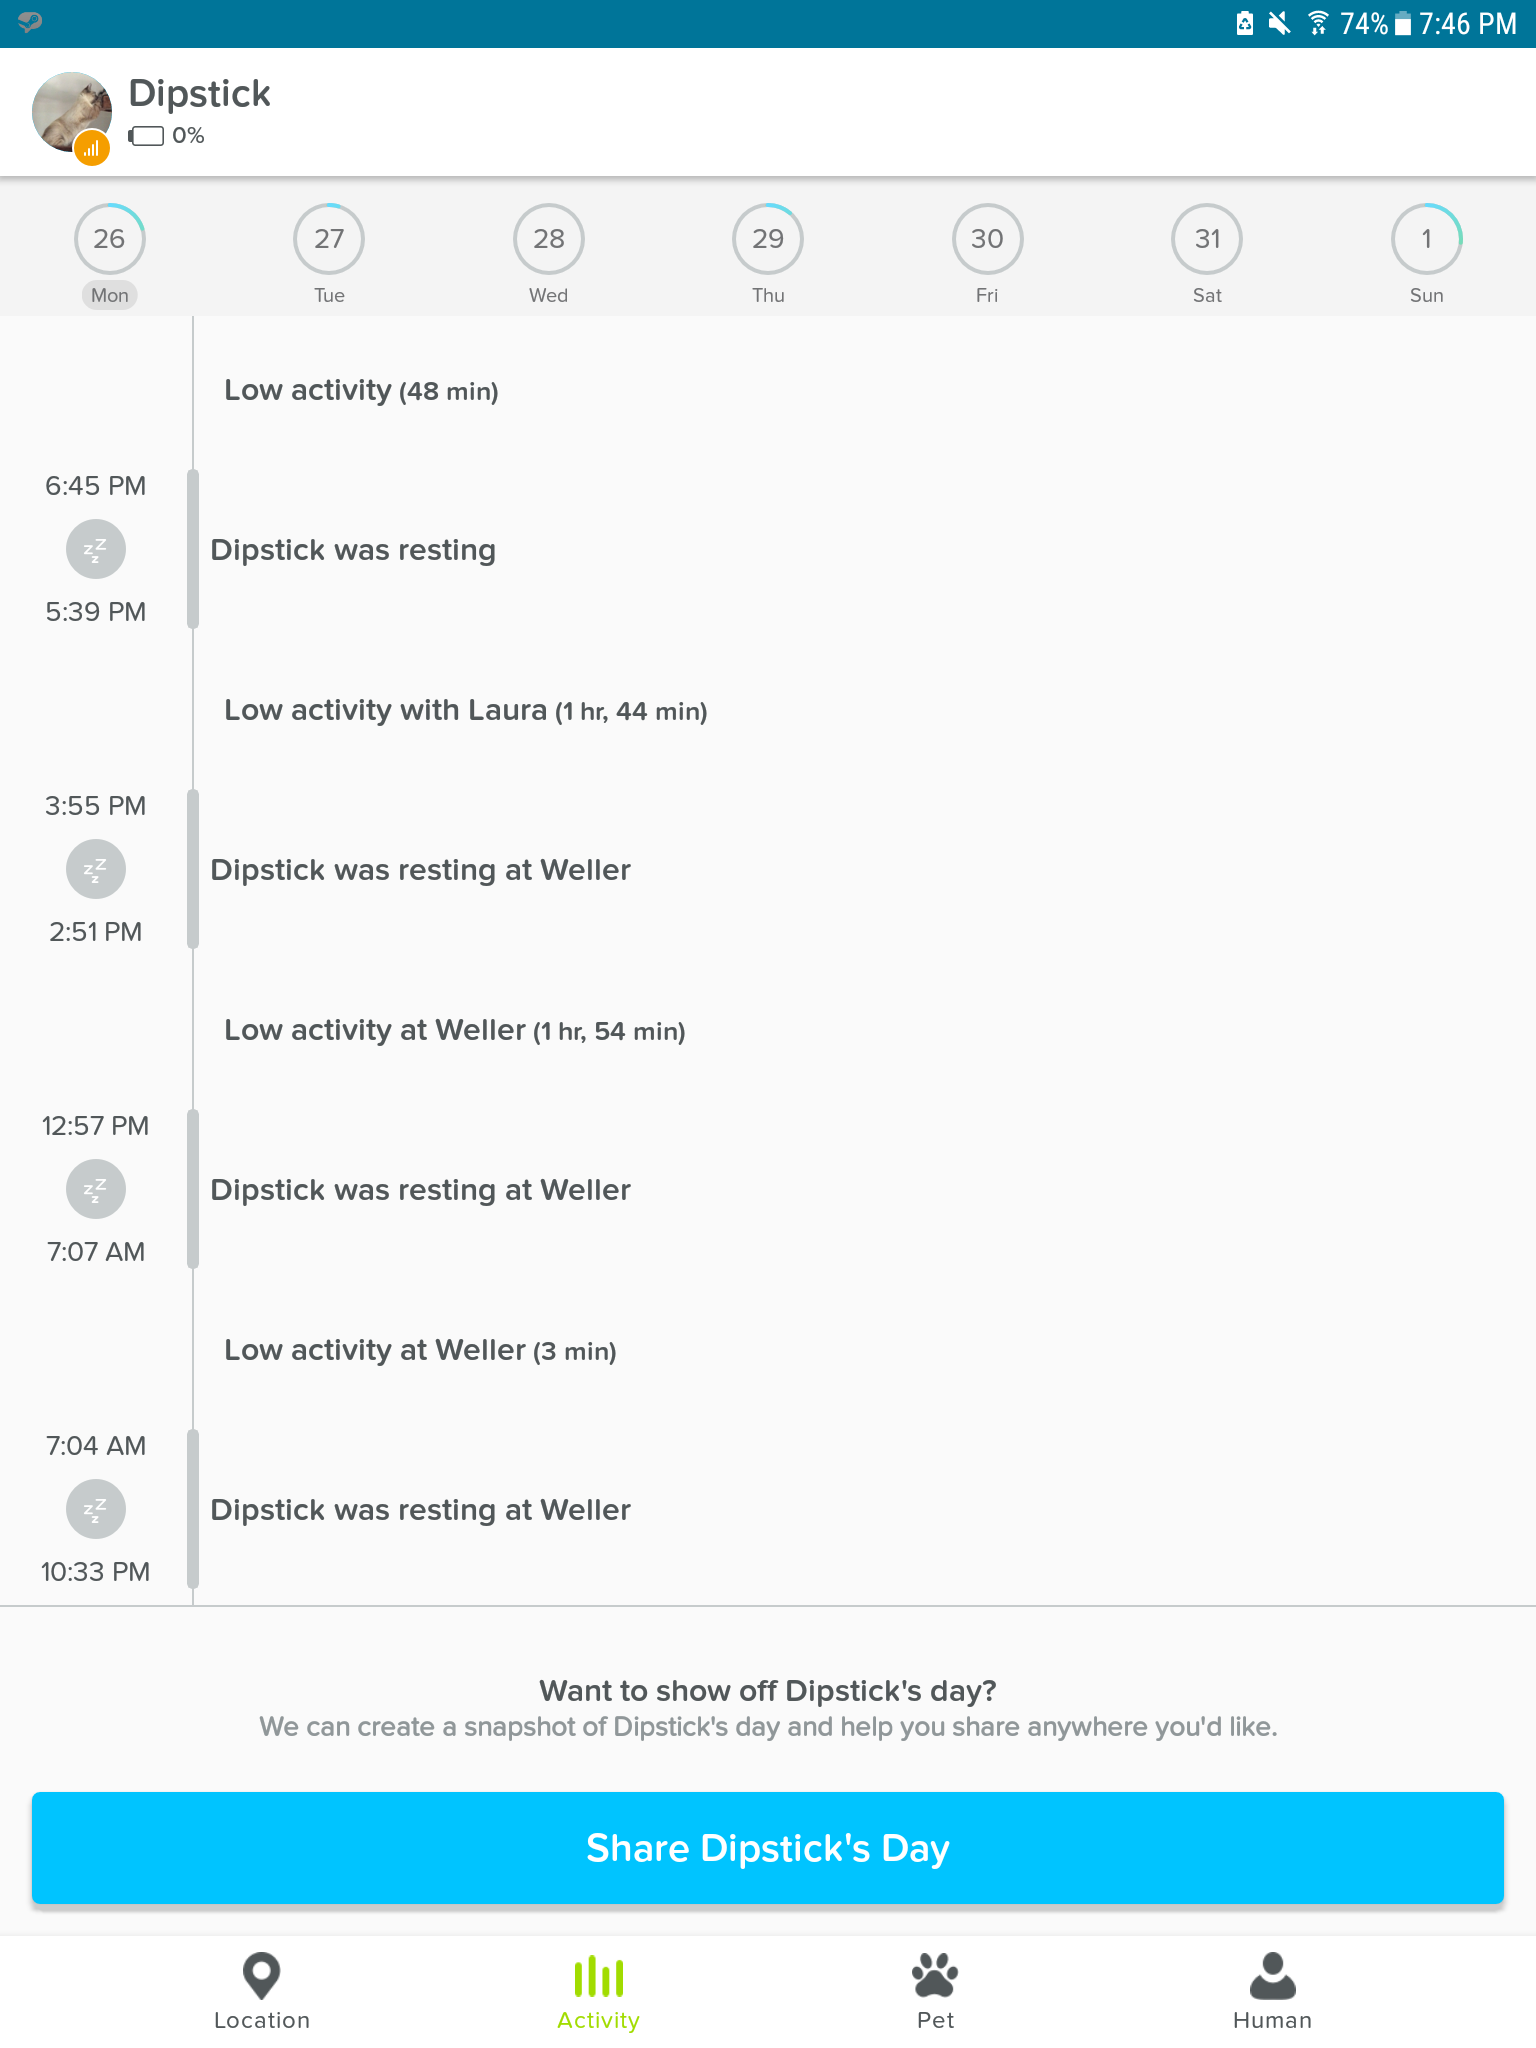 74% 7:46 PM
Dipstick
0%
26 27 28 29 30 31 1
Mon Tue Wed Thu Fri Sat Sun
Low activity (48 min)
6:45 PM
Dipstick was resting
5:39 PM
Low activity with Laura (1 hr, 44 min)
3:55 PM
Dipstick was resting at Weller
2:51 PM
Low activity at Weller (1 hr, 54 min)
12:57 PM
Dipstick was resting at Weller
7:07 AM
Low activity at Weller (3 min)
7:04 AM
Dipstick was resting at Weller
10:33 PM
Want to show off Dipstick's day?
We can create a snapshot of Dipstick's day and help you share anywhere you'd like.
Share Dipstick's Day
Location Activity Pet Human